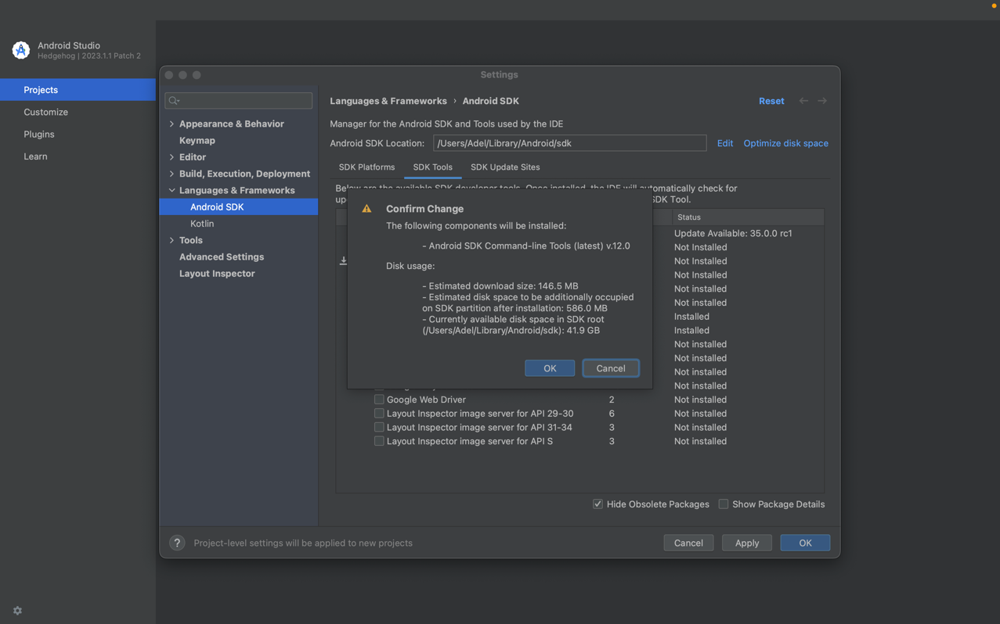 Android Studio
Hedgehog | 2023.1.1 Patch 2
Projects
Customize
Plugins
Learn
Settings
Appearance & Behavior
Keymap
Editor
Build, Execution, Deployment
Languages & Frameworks
Android SDK
Kotlin
Tools
Advanced Settings
Layout Inspector
Languages & Frameworks › Android SDK
Reset
Manager for the Android SDK and Tools used by the IDE
Android SDK Location: /Users/Adel/Library/Android/sdk Edit Optimize disk space
SDK Platforms SDK Tools SDK Update Sites
Below are the available SDK developer tools. Once installed, the IDE will automatically check for
SDK Tool.
Status
Update Available: 35.0.0 rc1
Not Installed
Not Installed
Not installed
Not installed
Not installed
Installed
Installed
Not installed
Not installed
Not installed
Not installed
Confirm Change
The following components will be installed:
- Android SDK Command-line Tools (latest) v.12.0
Disk usage:
- Estimated download size: 146.5 MB
- Estimated disk space to be additionally occupied
on SDK partition after installation: 586.0 MB
- Currently available disk space in SDK root
(/Users/Adel/Library/Android/sdk): 41.9 GB
OK Cancel
Google Web Driver 2 Not installed
Layout Inspector image server for API 29-30 6 Not installed
Layout Inspector image server for API 31-34 3 Not installed
Layout Inspector image server for API S 3 Not installed
Hide Obsolete Packages Show Package Details
? Project-level settings will be applied to new projects
Cancel Apply OK